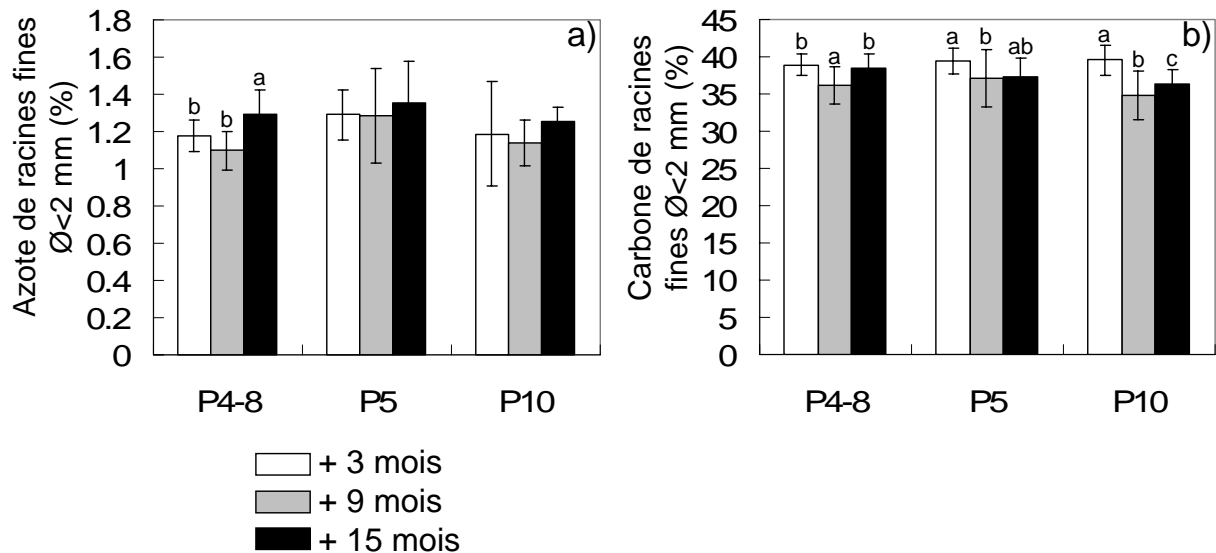 Azote de racines fines
Ø<2 mm (%)
1.8
1.6
1.4
1.2
1
0.8
0.6
0.4
0.2
0
a)
b
b
a
P4-8
P5
P10
Carbone de racines
fines Ø<2 mm (%)
45
40
35
30
25
20
15
10
5
0
b)
b
a
b
a
b
ab
a
b
c
P4-8
P5
P10
+ 3 mois
+ 9 mois
+ 15 mois